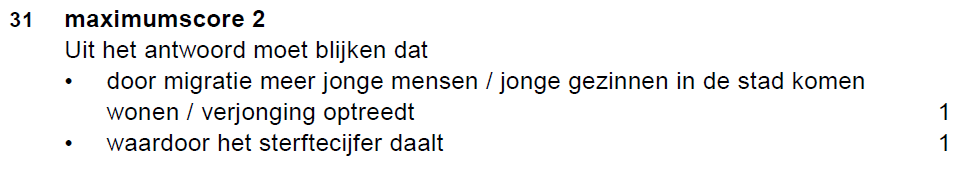 31 maximumscore 2
Uit het antwoord moet blijken dat
• door migratie meer jonge mensen / jonge gezinnen in de stad komen
wonen / verjonging optreedt 1
• waardoor het sterftecijfer daalt 1